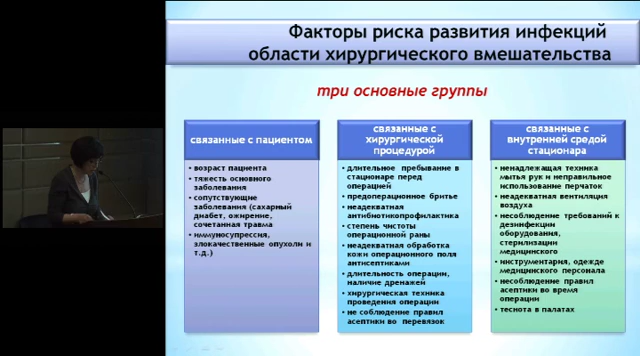 Факторы риска развития инфекций
области хирургического вмешательства
три основные группы
связанные с пациентом
• возраст пациента
• тяжесть основного
заболевания
• сопутствующие
заболевания (сахарный
диабет, ожирение,
сочетанная травма
• иммуносупрессия,
злокачественные опухоли и
т.д.)
связанные с
хирургической
процедурой
• длительное пребывание в
стационаре перед
операцией
• предоперационное бритье
• неадекватная
антибиотикопрофилактика
• степень чистоты
операционной раны
• неадекватная обработка
кожи операционного поля
антисептиками
• длительность операции,
наличие дренажей
• хирургическая техника
проведения операции
• не соблюдение правил
асептики во перевязок
связанные с
внутренней средой
стационара
• ненадлежащая техника
мытья рук и неправильное
использование перчаток
• неадекватная вентиляция
воздуха
• несоблюдение требований к
дезинфекции
оборудования,
стерилизации
медицинского
• инструментария, одежде
медицинского персонала
• несоблюдение правил
асептики во время
операции
• теснота в палатах